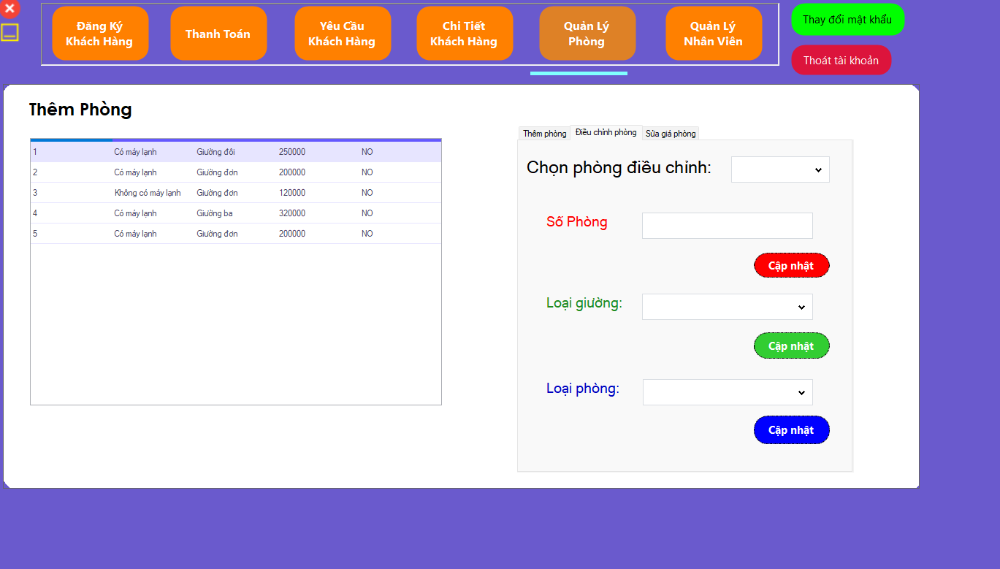 Đăng Ký
Khách Hàng
Thanh Toán
Yêu Cầu
Khách Hàng
Chi Tiết
Khách Hàng
Quản Lý
Phòng
Quản Lý
Nhân Viên
Thay đổi mật khẩu
Thoát tài khoản
Thêm Phòng
1 Có máy lạnh Giường đôi 250000 NO
2 Có máy lạnh Giường đơn 200000 NO
3 Không có máy lạnh Giường đơn 120000 NO
4 Có máy lạnh Giường ba 320000 NO
5 Có máy lạnh Giường đơn 200000 NO
Thêm phòng Điều chỉnh phòng Sửa giá phòng
Chọn phòng điều chỉnh:
Số Phòng
Cập nhật
Loại giường:
Cập nhật
Loại phòng:
Cập nhật